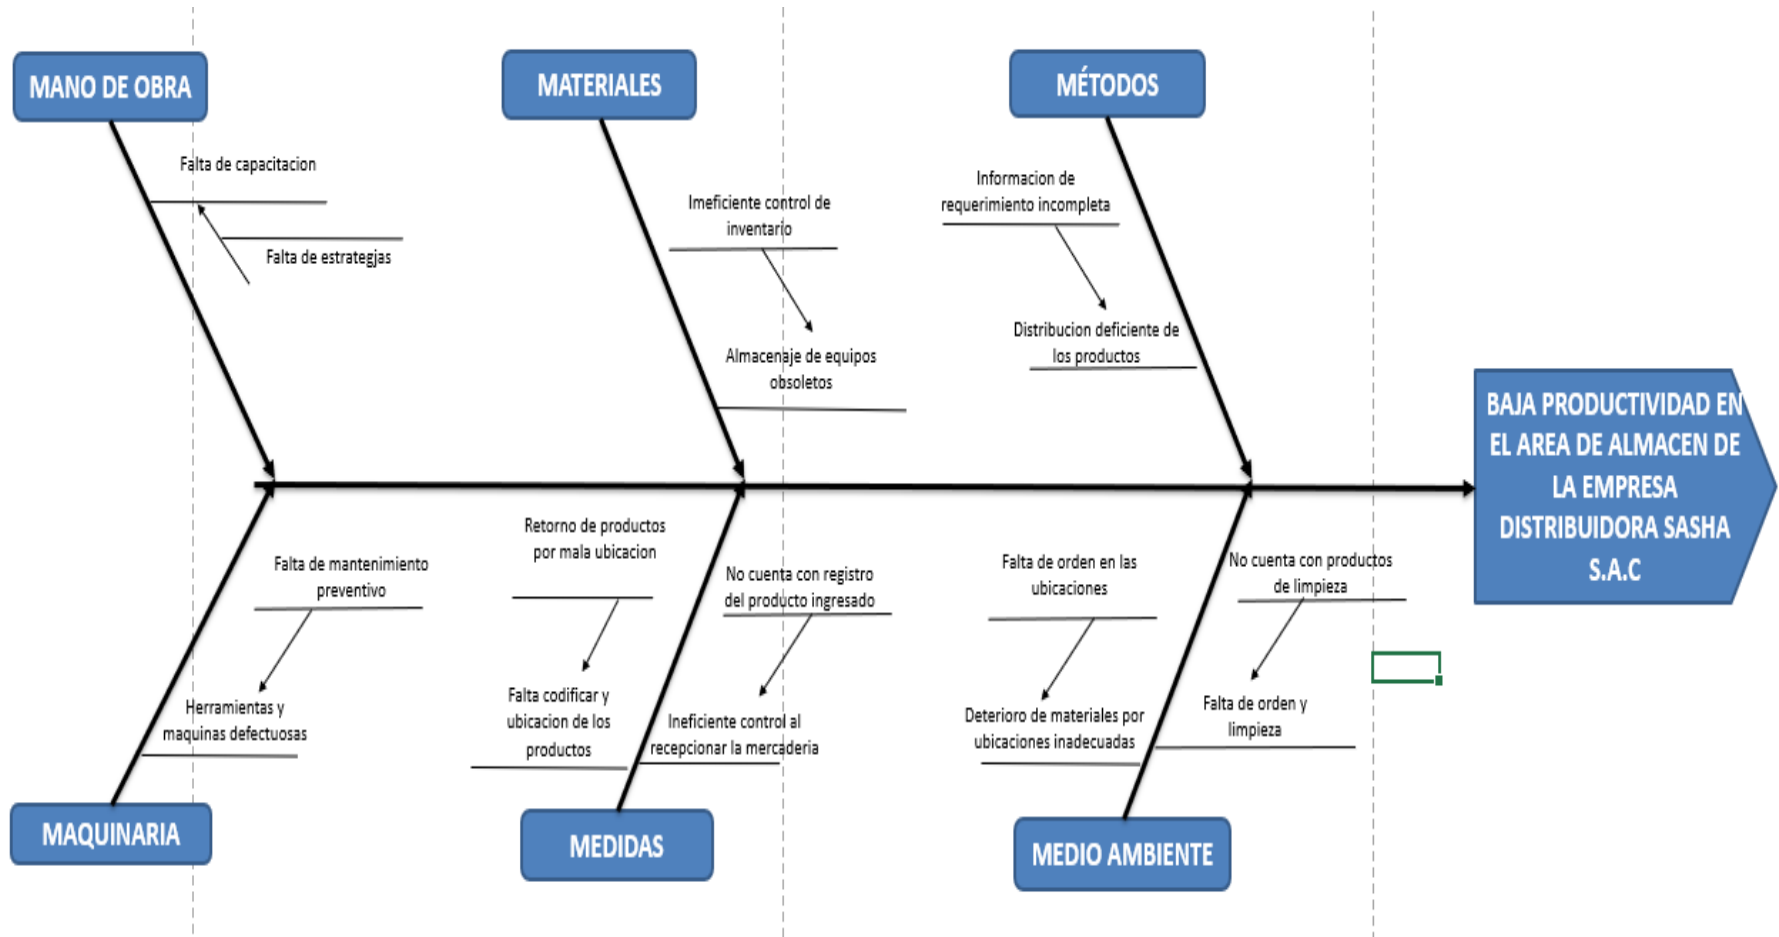 MANO DE OBRA
MATERIALES
MÉTODOS
Falta de capacitacion
Falta de estrategjas
Imeficiente control de
inventario
Almacenaje de equipos
obsoletos
Informacion de
requerimiento incompleta
Distribucion deficiente de
los productos
BAJA PRODUCTIVIDAD EN
EL AREA DE ALMACEN DE
LA EMPRESA
DISTRIBUIDORA SASHA
S.A.C
Falta de mantenimiento
preventivo
Herramientas y
maquinas defectuosas
Retorno de productos
por mala ubicacion
Falta codificar y
ubicacion de los
productos
No cuenta con registro
del producto ingresado
Ineficiente control al
recepcionar la mercaderia
Falta de orden en las
ubicaciones
Deterioro de materiales por
ubicaciones inadecuadas
No cuenta con productos
de limpieza
Falta de orden y
limpieza
MAQUINARIA
MEDIDAS
MEDIO AMBIENTE